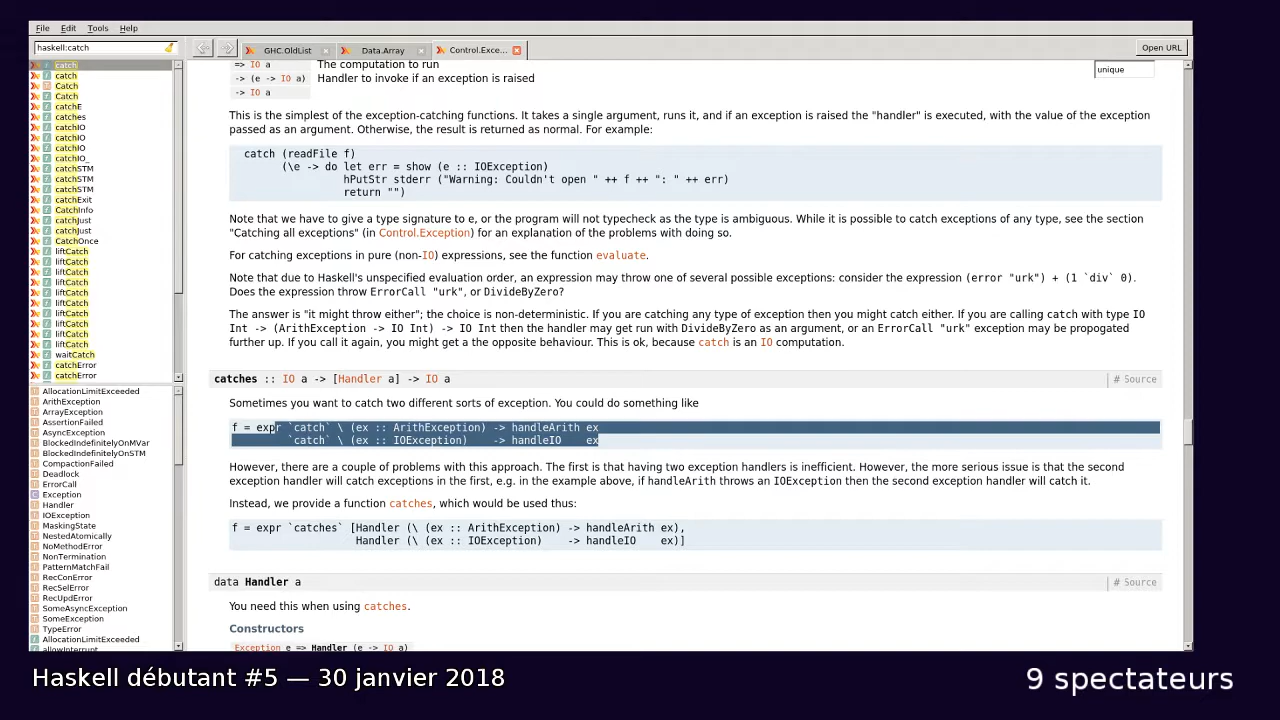 File Edit Tools Help
haskell:catch
GHC.OldList Data.Array Control.Exce... Open URL
unique
catch
catch
Catch
Catch
catchE
catches
catchIO
catchIO
catchIO
catchIO_
catchSTM
catchSTM
catchSTM
catchExit
CatchInfo
catchJust
catchJust
CatchOnce
liftCatch
liftCatch
liftCatch
liftCatch
liftCatch
liftCatch
liftCatch
liftCatch
liftCatch
liftCatch
waitCatch
catchError
catchError
AllocationLimitExceeded
ArithException
ArrayException
AssertionFailed
AsyncException
BlockedIndefinitelyOnMVar
BlockedIndefinitelyOnSTM
CompactionFailed
Deadlock
ErrorCall
Exception
Handler
IOException
MaskingState
NestedAtomically
NoMethodError
NonTermination
PatternMatchFail
RecConError
RecSelError
RecUpdError
SomeAsyncException
SomeException
TypeError
AllocationLimitExceeded
allowInterrupt
=> IO a The computation to run
-> (e -> IO a) Handler to invoke if an exception is raised
-> IO a
This is the simplest of the exception-catching functions. It takes a single argument, runs it, and if an exception is raised the "handler" is executed, with the value of the exception
passed as an argument. Otherwise, the result is returned as normal. For example:
catch (readFile f)
(\e -> do let err = show (e :: IOException)
hPutStr stderr ("Warning: Couldn't open " ++ f ++ ": " ++ err)
return "")
Note that we have to give a type signature to e, or the program will not typecheck as the type is ambiguous. While it is possible to catch exceptions of any type, see the section
"Catching all exceptions" (in Control.Exception) for an explanation of the problems with doing so.
For catching exceptions in pure (non-IO) expressions, see the function evaluate.
Note that due to Haskell's unspecified evaluation order, an expression may throw one of several possible exceptions: consider the expression (error "urk") + (1 `div` 0).
Does the expression throw ErrorCall "urk", or DivideByZero?
The answer is "it might throw either"; the choice is non-deterministic. If you are catching any type of exception then you might catch either. If you are calling catch with type IO
Int -> (ArithException -> IO Int) -> IO Int then the handler may get run with DivideByZero as an argument, or an ErrorCall "urk" exception may be propogated
further up. If you call it again, you might get a the opposite behaviour. This is ok, because catch is an IO computation.
catches :: IO a -> [Handler a] -> IO a # Source
Sometimes you want to catch two different sorts of exception. You could do something like
f = expr `catch` \ (ex :: ArithException) -> handleArith ex
`catch` \ (ex :: IOException) -> handleIO ex
However, there are a couple of problems with this approach. The first is that having two exception handlers is inefficient. However, the more serious issue is that the second
exception handler will catch exceptions in the first, e.g. in the example above, if handleArith throws an IOException then the second exception handler will catch it.
Instead, we provide a function catches, which would be used thus:
f = expr `catches` [Handler (\ (ex :: ArithException) -> handleArith ex),
Handler (\ (ex :: IOException) -> handleIO ex)]
data Handler a # Source
You need this when using catches.
Constructors
Exception e => Handler (e -> IO a)
Haskell débutant #5 — 30 janvier 2018
9 spectateurs